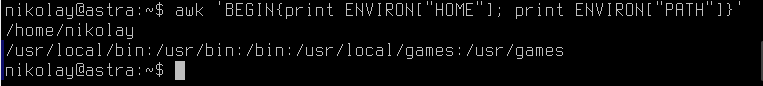 nikolay@astra:~$ awk 'BEGIN{print ENVIRON["HOME"]; print ENVIRON["PATH"]}'
/home/nikolay
/usr/local/bin:/usr/bin:/bin:/usr/local/games:/usr/games
nikolay@astra:~$